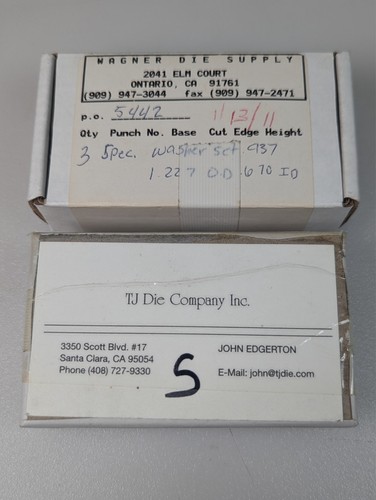 WAGNER DIE SUPPLY
2041 ELM COURT
ONTARIO, CA 91761
(909) 947-3044 fax (909) 947-2471
p.o. 5442 1/13/11
Qty Punch No. Base Cut Edge Height
3 Spec. washer set .937
1.227 O.D .670 ID
TJ Die Company Inc.
3350 Scott Blvd. #17
Santa Clara, CA 95054
Phone (408) 727-9330
JOHN EDGERTON
E-Mail: john@tjdie.com
S